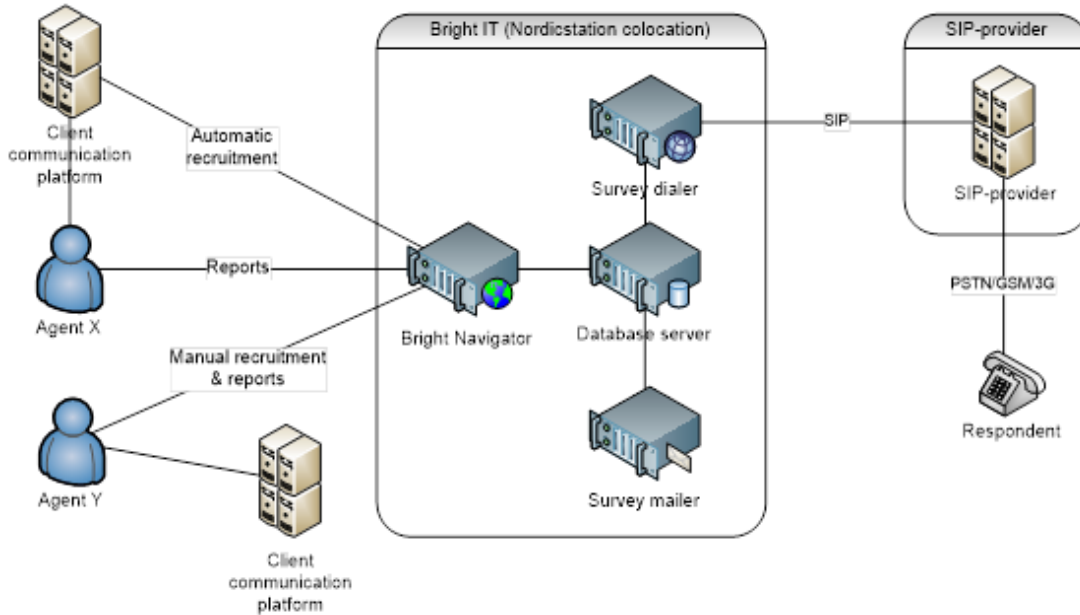 Bright IT (Nordicstation colocation)
SIP-provider
Client
communication
platform
Automatic
recruitment
Survey dialer
SIP
SIP-provider
Agent X
Reports
Bright Navigator
Database server
PSTN/GSM/3G
Manual recruitment
& reports
Respondent
Agent Y
Survey mailer
Client
communication
platform